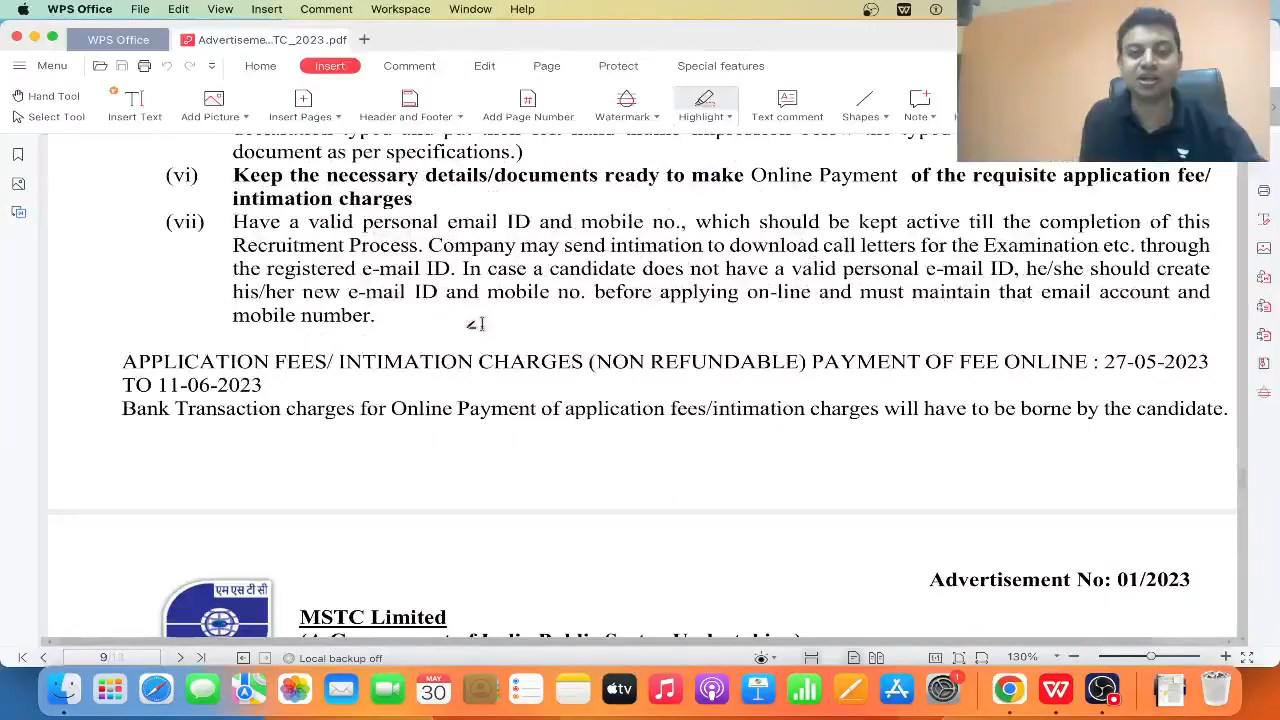 WPS Office File Edit View Insert Comment Workspace Window Help
WPS Office Advertiseme...TC_2023.pdf
Menu Home Insert Comment Edit Page Protect Special features
Hand Tool
Select Tool Insert Text Add Picture Insert Pages Header and Footer Add Page Number Watermark Highlight Text comment Shapes Note
document as per specifications.)
(vi) Keep the necessary details/documents ready to make Online Payment of the requisite application fee/
intimation charges
(vii) Have a valid personal email ID and mobile no., which should be kept active till the completion of this
Recruitment Process. Company may send intimation to download call letters for the Examination etc. through
the registered e-mail ID. In case a candidate does not have a valid personal e-mail ID, he/she should create
his/her new e-mail ID and mobile no. before applying on-line and must maintain that email account and
mobile number.
APPLICATION FEES/ INTIMATION CHARGES (NON REFUNDABLE) PAYMENT OF FEE ONLINE : 27-05-2023
TO 11-06-2023
Bank Transaction charges for Online Payment of application fees/intimation charges will have to be borne by the candidate.
Advertisement No: 01/2023
एम एस टी सी
MSTC Limited
9/13 Local backup off 130%
MAY
30
tv
1